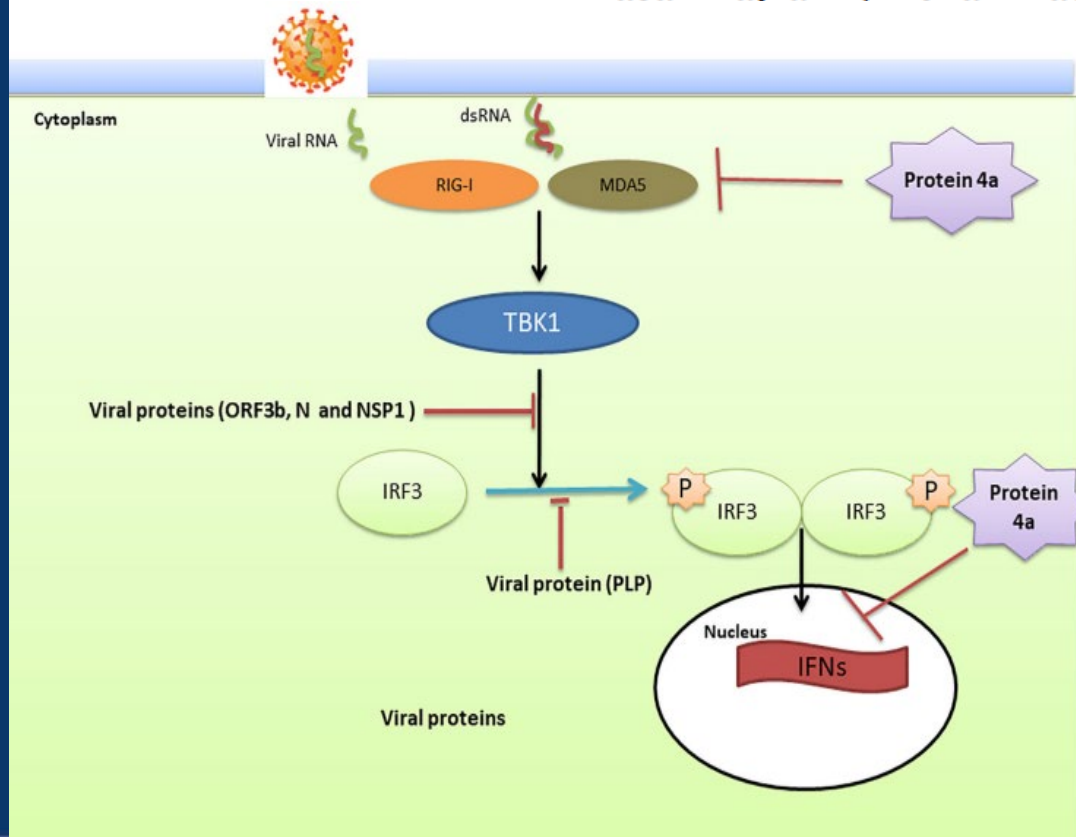 Cytoplasm
Viral RNA
dsRNA
RIG-I
MDA5
Protein 4a
TBK1
Viral proteins (ORF3b, N and NSP1 )
IRF3
P
IRF3
IRF3
P
Protein
4a
Viral protein (PLP)
Nucleus
IFNs
Viral proteins